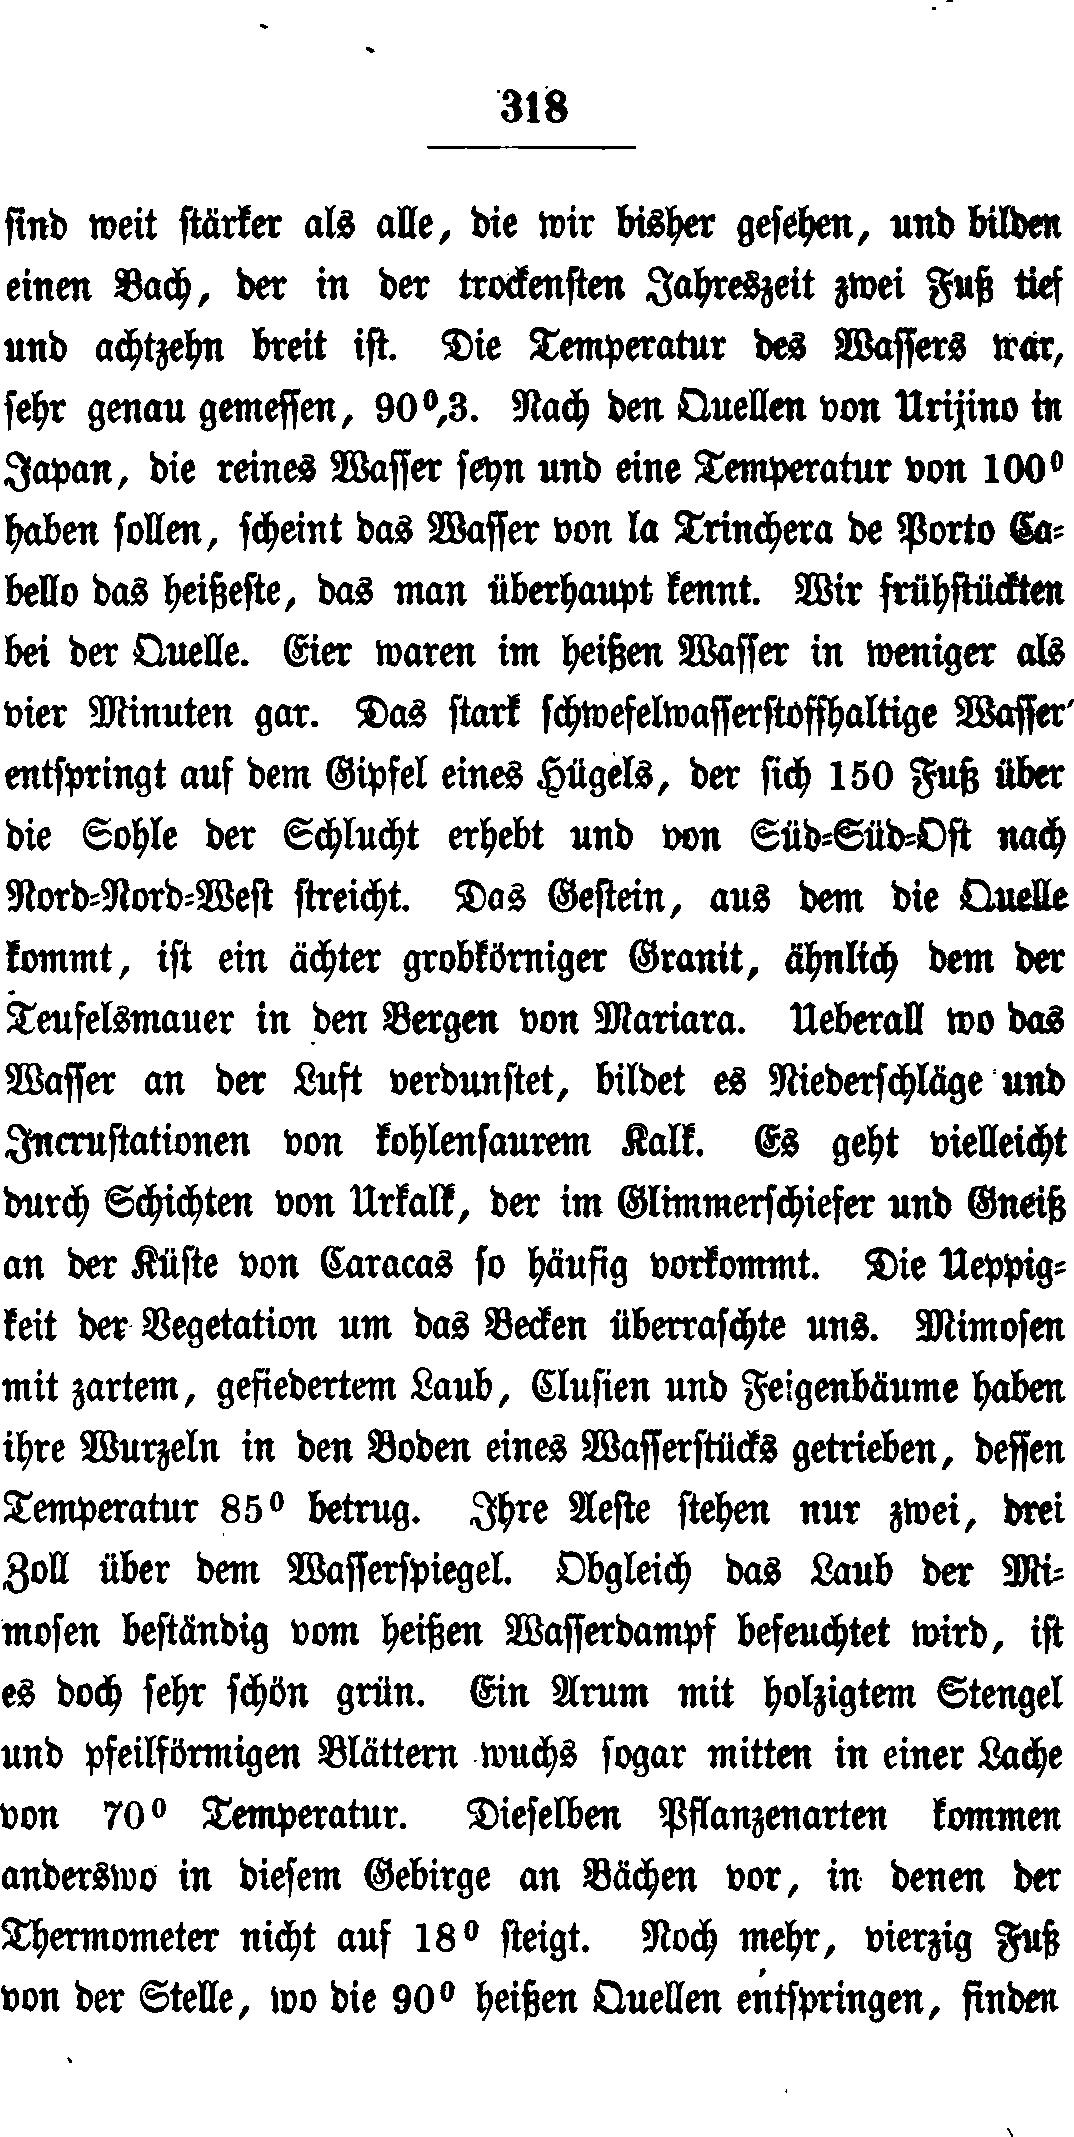 318
sind weit stärker als alle, die wir bisher gesehen, und bilden
einen Bach, der in der trockensten Jahreszeit zwei Fuß tief
und achtzehn breit ist. Die Temperatur des Wassers war,
sehr genau gemessen, 90⁰,3. Nach den Quellen von Urijino in
Japan, die reines Wasser seyn und eine Temperatur von 100⁰
haben sollen, scheint das Wasser von la Trinchera de Porto Ca-
bello das heißeste, das man überhaupt kennt. Wir frühstückten
bei der Quelle. Eier waren im heißen Wasser in weniger als
vier Minuten gar. Das stark schwefelwasserstoffhaltige Wasser
entspringt auf dem Gipfel eines Hügels, der sich 150 Fuß über
die Sohle der Schlucht erhebt und von Süd-Süd-Ost nach
Nord-Nord-West streicht. Das Gestein, aus dem die Quelle
kommt, ist ein ächter grobkörniger Granit, ähnlich dem der
Teufelsmauer in den Bergen von Mariara. Ueberall wo das
Wasser an der Luft verdunstet, bildet es Niederschläge und
Incrustationen von kohlensaurem Kalk. Es geht vielleicht
durch Schichten von Urkalk, der im Glimmerschiefer und Gneiß
an der Küste von Caracas so häufig vorkommt. Die Ueppig-
keit der Vegetation um das Becken überraschte uns. Mimosen
mit zartem, gefiedertem Laub, Clusien und Feigenbäume haben
ihre Wurzeln in den Boden eines Wasserstücks getrieben, dessen
Temperatur 85⁰ betrug. Ihre Aeste stehen nur zwei, drei
Zoll über dem Wasserspiegel. Obgleich das Laub der Mi-
mosen beständig vom heißen Wasserdampf befeuchtet wird, ist
es doch sehr schön grün. Ein Arum mit holzigtem Stengel
und pfeilförmigen Blättern wuchs sogar mitten in einer Lache
von 70⁰ Temperatur. Dieselben Pflanzenarten kommen
anderswo in diesem Gebirge an Bächen vor, in denen der
Thermometer nicht auf 18⁰ steigt. Noch mehr, vierzig Fuß
von der Stelle, wo die 90⁰ heißen Quellen entspringen, finden